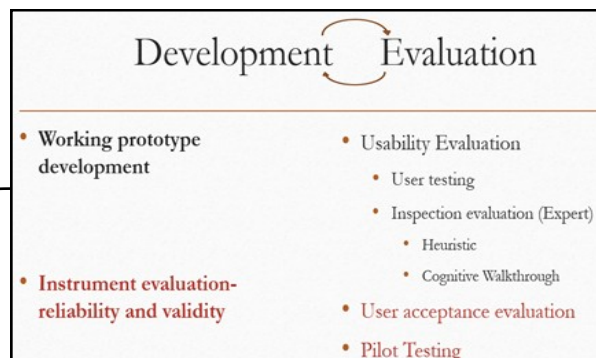 Development Evaluation
• Working prototype
development
• Instrument evaluation-
reliability and validity
• Usability Evaluation
• User testing
• Inspection evaluation (Expert)
• Heuristic
• Cognitive Walkthrough
• User acceptance evaluation
• Pilot Testing